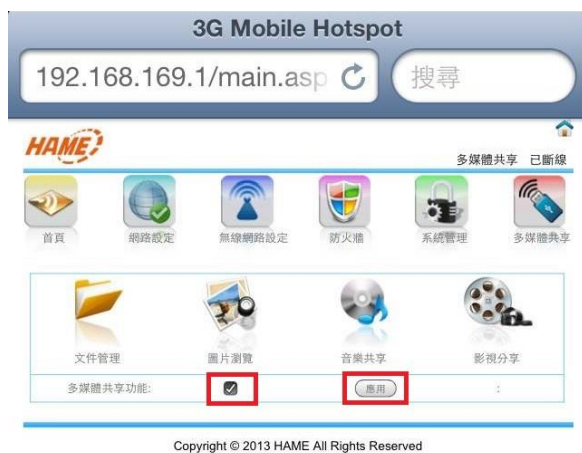 3G Mobile Hotspot
192.168.169.1/main.asp 搜尋
HAME
多媒體共享 已斷線
首頁 網路設定 無線網路設定 防火牆 系統管理 多媒體共享
文件管理 圖片瀏覽 音樂共享 影視分享
多媒體共享功能: 應用 :
Copyright © 2013 HAME All Rights Reserved